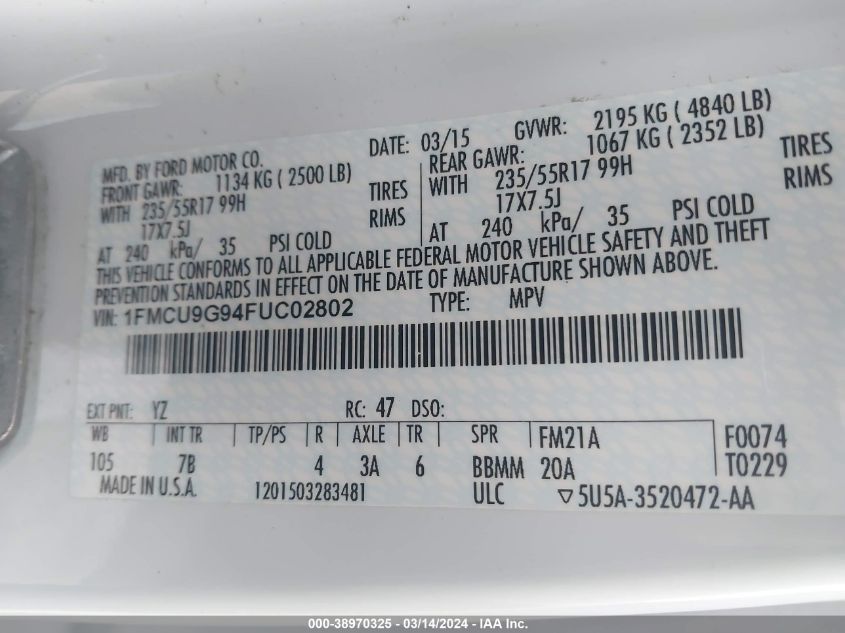 MFD. BY FORD MOTOR CO.
DATE: 03/15
GVWR: 2195 KG ( 4840 LB)
FRONT GAWR: 1134 KG ( 2500 LB)
REAR GAWR: 1067 KG ( 2352 LB)
WITH 235/55R17 99H TIRES
WITH 235/55R17 99H TIRES
17X7.5J RIMS
17X7.5J RIMS
AT 240 kPa/ 35 PSI COLD
AT 240 kPa/ 35 PSI COLD
THIS VEHICLE CONFORMS TO ALL APPLICABLE FEDERAL MOTOR VEHICLE SAFETY AND THEFT
PREVENTION STANDARDS IN EFFECT ON THE DATE OF MANUFACTURE SHOWN ABOVE.
VIN: 1FMCU9G94FUC02802
TYPE: MPV
EXT PNT: YZ RC: 47 DSO:
WB INT TR TP/PS R AXLE TR SPR FM21A F0074
105 7B 4 3A 6 BBMM 20A T0229
MADE IN U.S.A. 1201503283481 ULC ▽5U5A-3520472-AA
000-38970325 - 03/14/2024 - IAA Inc.